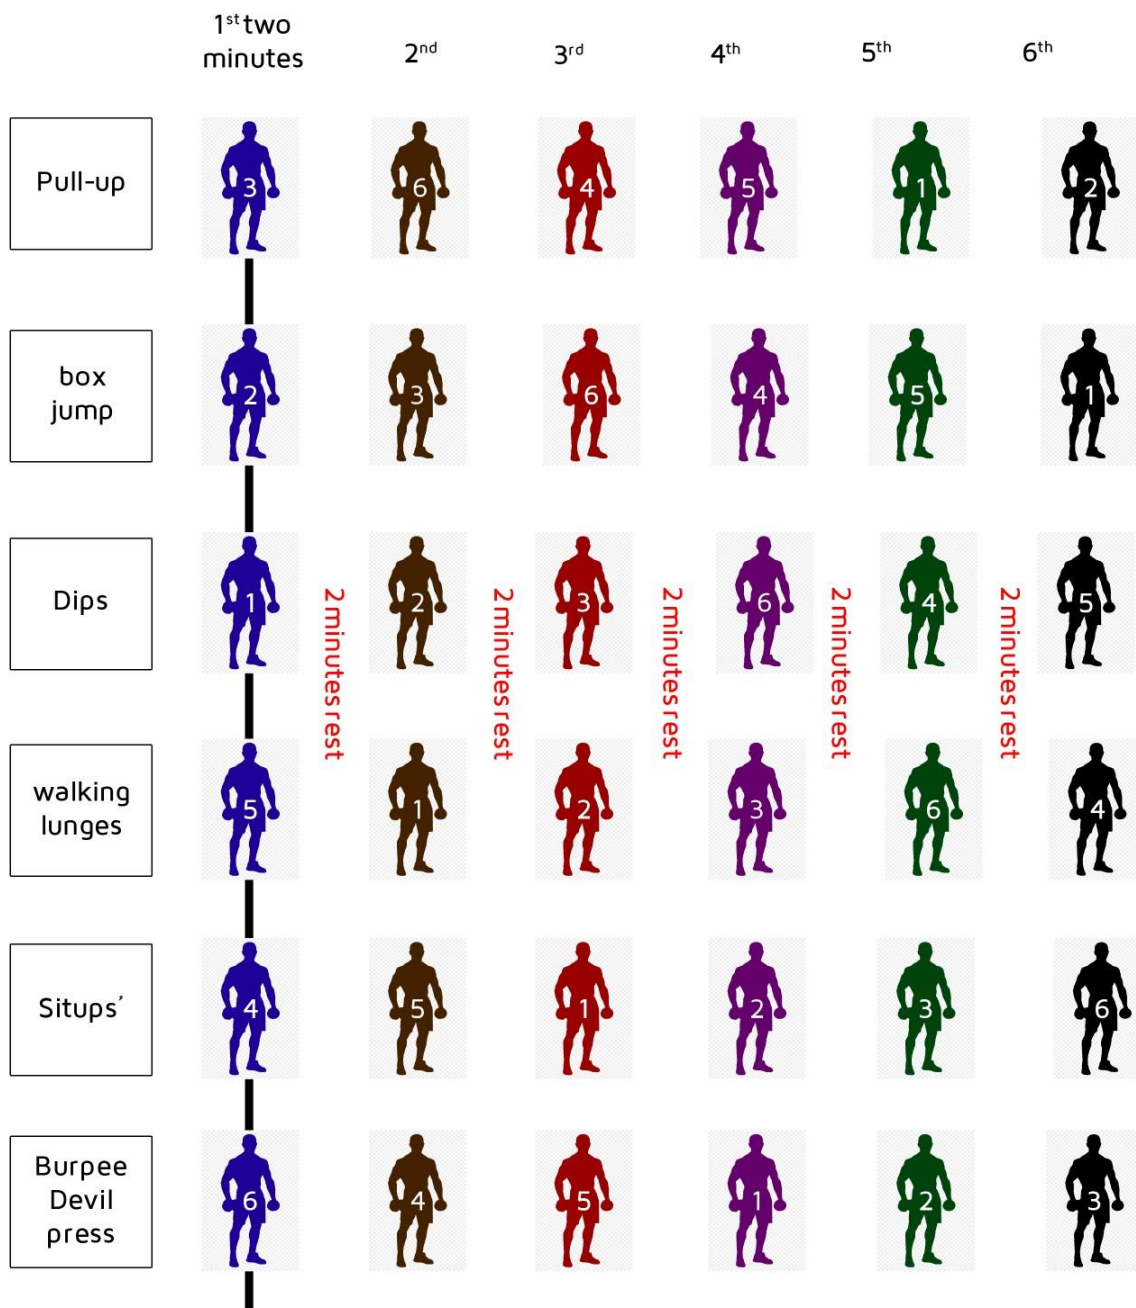 1st two
minutes
2nd
3rd
4th
5th
6th
Pull-up
3
6
4
5
1
2
box
jump
2
3
6
4
5
1
Dips
1
2
3
6
4
5
2 minutes rest
2 minutes rest
2 minutes rest
2 minutes rest
2 minutes rest
walking
lunges
5
1
2
3
6
4
Situps’
4
5
1
2
3
6
Burpee
Devil
press
6
4
5
1
2
3